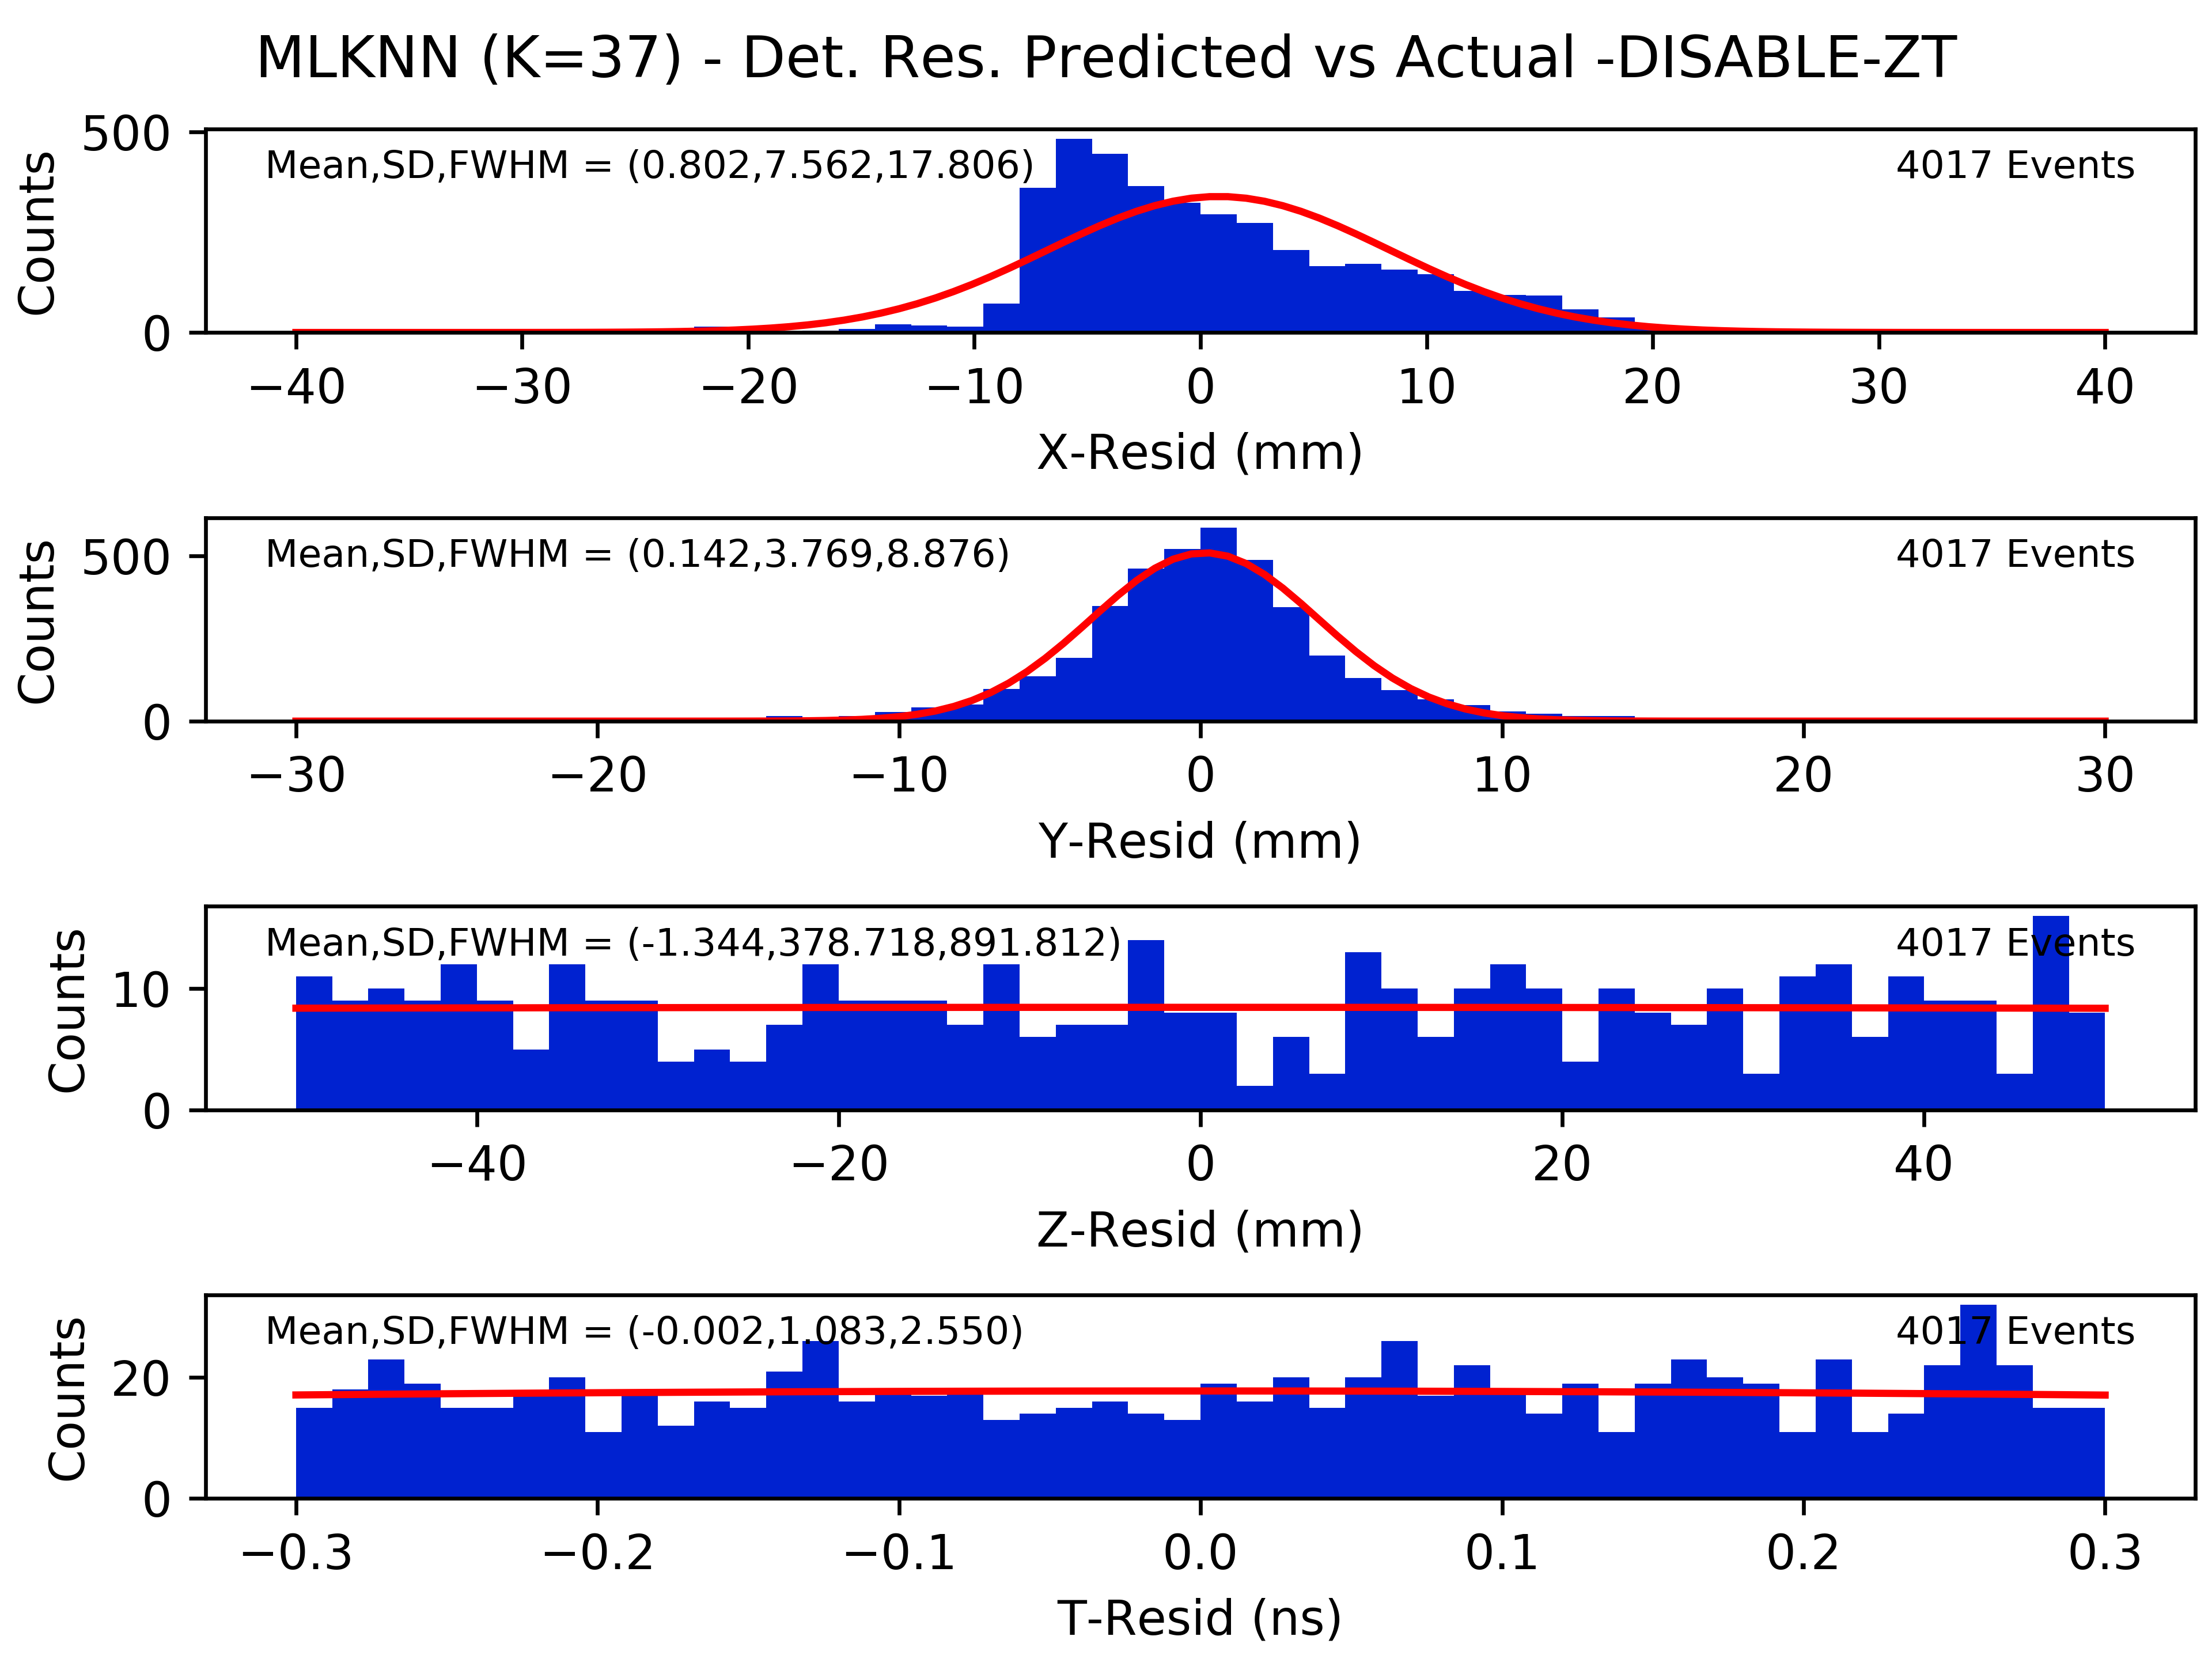 MLKNN (K=37) - Det. Res. Predicted vs Actual -DISABLE-ZT
Counts
500
0
Mean,SD,FWHM = (0.802,7.562,17.806)
4017 Events
−40 −30 −20 −10 0 10 20 30 40
X-Resid (mm)
Counts
500
0
Mean,SD,FWHM = (0.142,3.769,8.876)
4017 Events
−30 −20 −10 0 10 20 30
Y-Resid (mm)
Counts
10
0
Mean,SD,FWHM = (-1.344,378.718,891.812)
4017 Events
−40 −20 0 20 40
Z-Resid (mm)
Counts
20
0
Mean,SD,FWHM = (-0.002,1.083,2.550)
4017 Events
−0.3 −0.2 −0.1 0.0 0.1 0.2 0.3
T-Resid (ns)